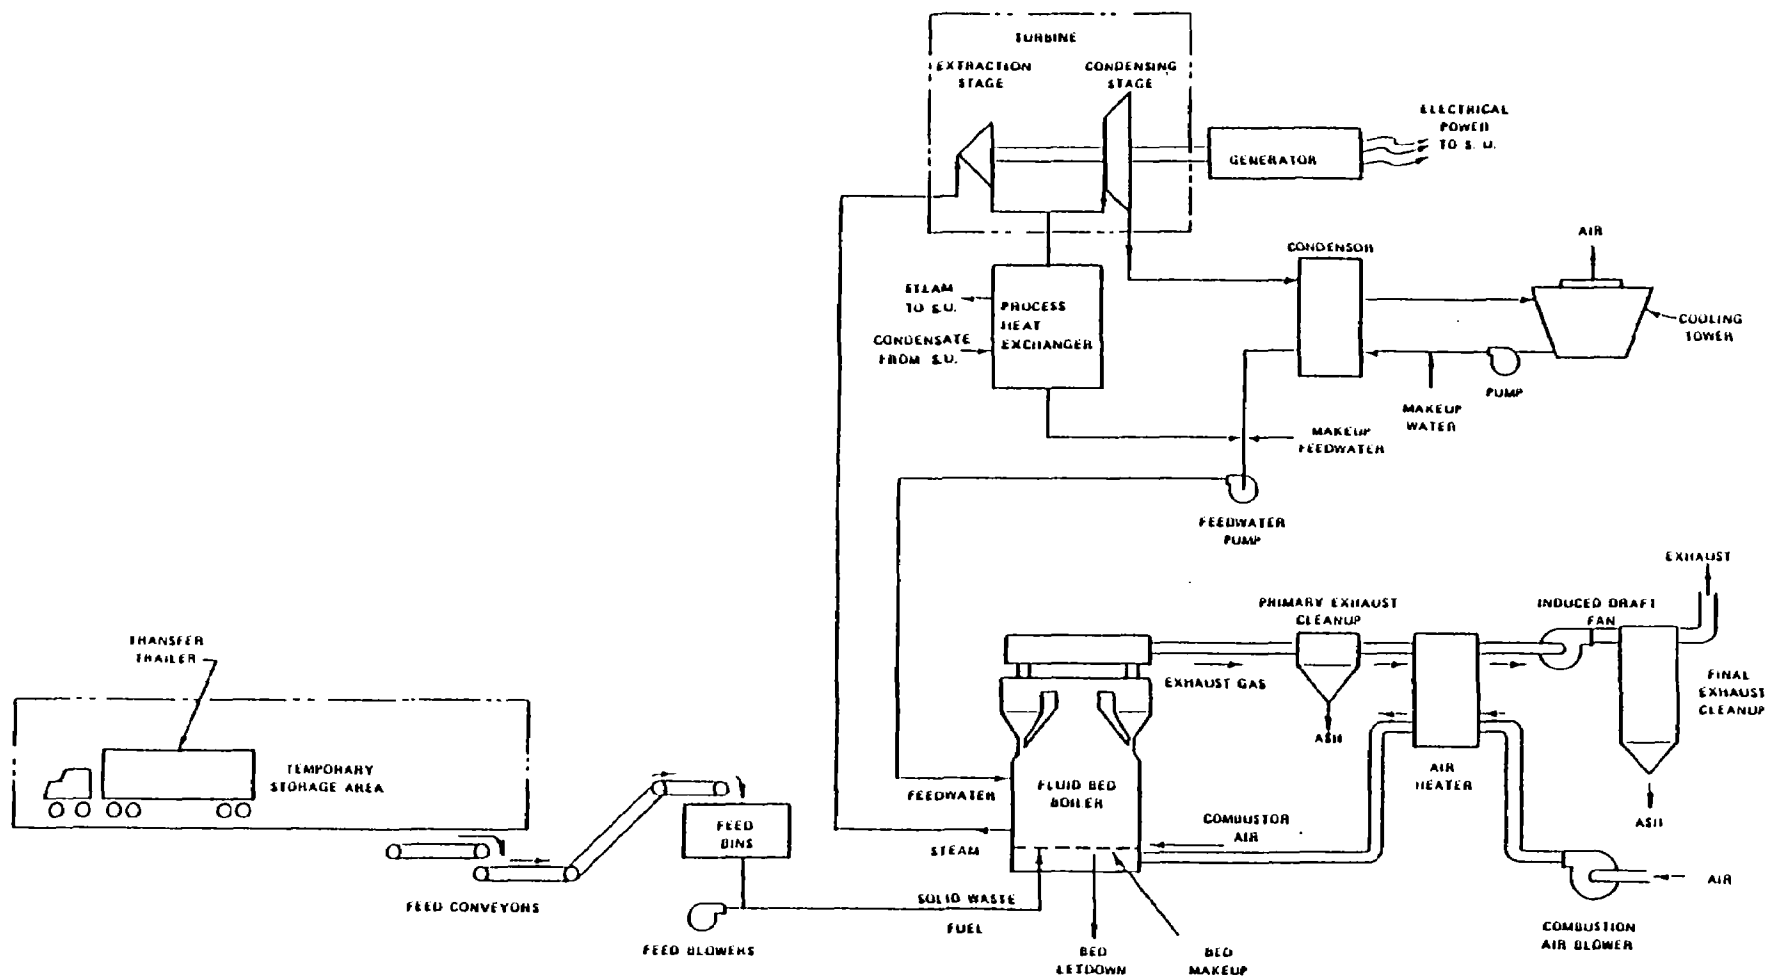 TURBINE
EXTRACTION
STAGE
CONDENSING
STAGE
GENERATOR
ELECTRICAL
POWER
TO S. U.
AIR
CONDENSOR
COOLING
TOWER
STEAM
TO S.U.
PROCESS
HEAT
EXCHANGER
CONDENSATE
FROM S.U.
PUMP
MAKEUP
WATER
MAKEUP
FEEDWATER
FEEDWATER
PUMP
EXHAUST
PRIMARY EXHAUST
CLEANUP
INDUCED DRAFT
FAN
TRANSFER
TRAILER
EXHAUST GAS
FINAL
EXHAUST
CLEANUP
ASH
TEMPORARY
STORAGE AREA
FEEDWATER
FLUID BED
BOILER
AIR
HEATER
ASH
FEED
BINS
STEAM
COMBUSTOR
AIR
FEED CONVEYORS
SOLID WASTE
FUEL
AIR
FEED BLOWERS
BED
LETDOWN
BED
MAKEUP
COMBUSTION
AIR BLOWER